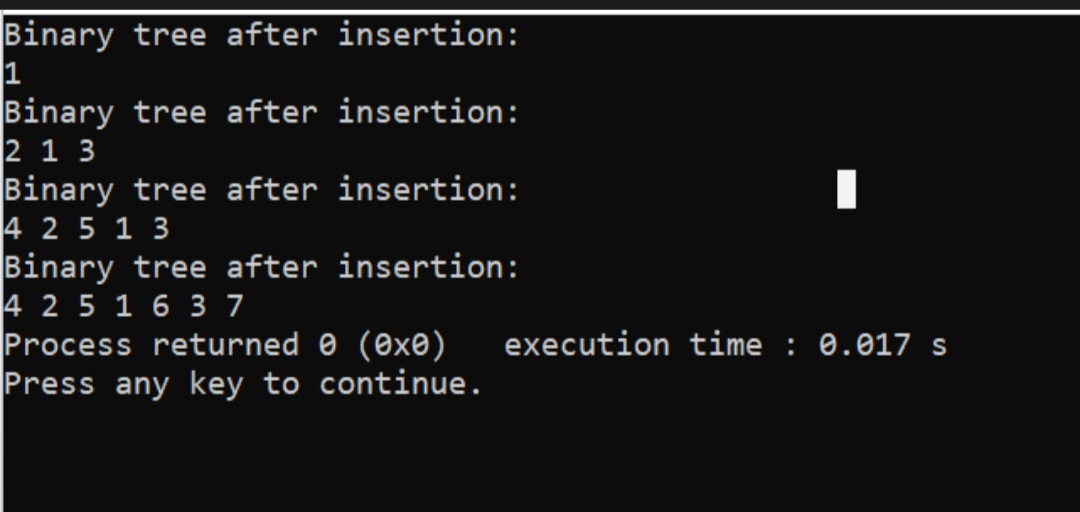 Binary tree after insertion:
1
Binary tree after insertion:
2 1 3
Binary tree after insertion:
4 2 5 1 3
Binary tree after insertion:
4 2 5 1 6 3 7
Process returned 0 (0x0)   execution time : 0.017 s
Press any key to continue.